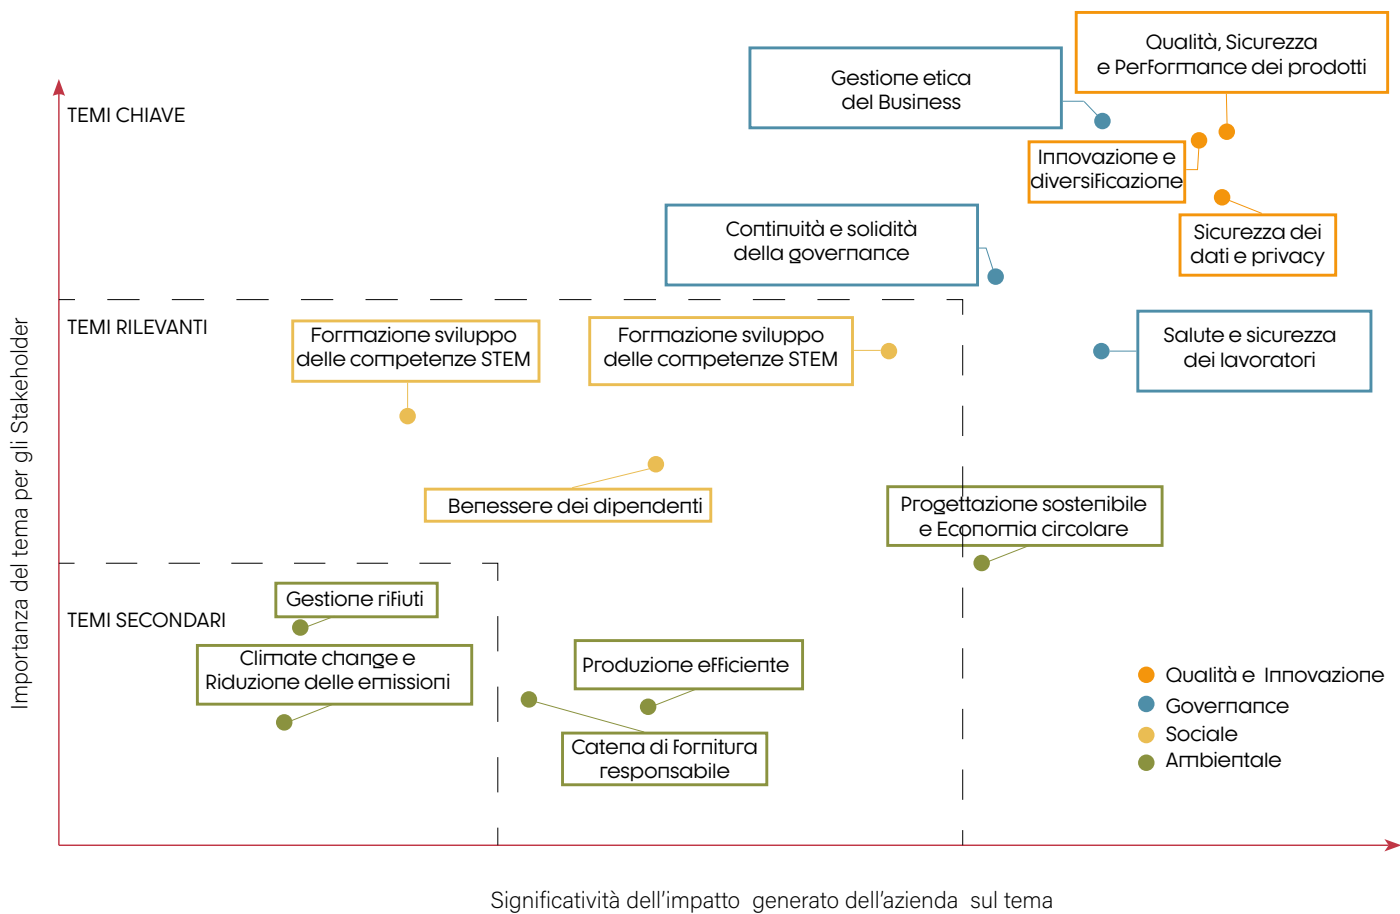 Qualità, Sicurezza
e Performance dei prodotti
Gestione etica
del Business
TEMI CHIAVE
Innovazione e
diversificazione
Continuità e solidità
della governance
Sicurezza dei
dati e privacy
TEMI RILEVANTI
Formazione sviluppo
delle competenze STEM
Formazione sviluppo
delle competenze STEM
Salute e sicurezza
dei lavoratori
Benessere dei dipendenti
Progettazione sostenibile
e Economia circolare
Gestione rifiuti
TEMI SECONDARI
Climate change e
Riduzione delle emissioni
Produzione efficiente
Catena di fornitura
responsabile
Qualità e Innovazione
Governance
Sociale
Ambientale
Importanza del tema per gli Stakeholder
Significatività dell'impatto generato dell'azienda sul tema